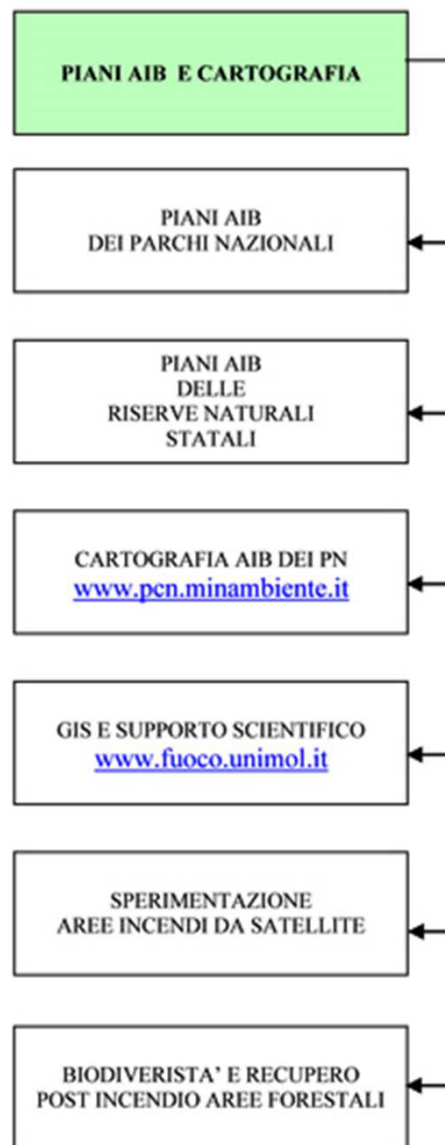 PIANI AIB E CARTOGRAFIA
PIANI AIB
DEI PARCHI NAZIONALI
PIANI AIB
DELLE
RISERVE NATURALI
STATALI
CARTOGRAFIA AIB DEI PN
www.pcn.minambiente.it
GIS E SUPPORTO SCIENTIFICO
www.fuoco.unimol.it
SPERIMENTAZIONE
AREE INCENDI DA SATELLITE
BIODIVERISTA' E RECUPERO
POST INCENDIO AREE FORESTALI